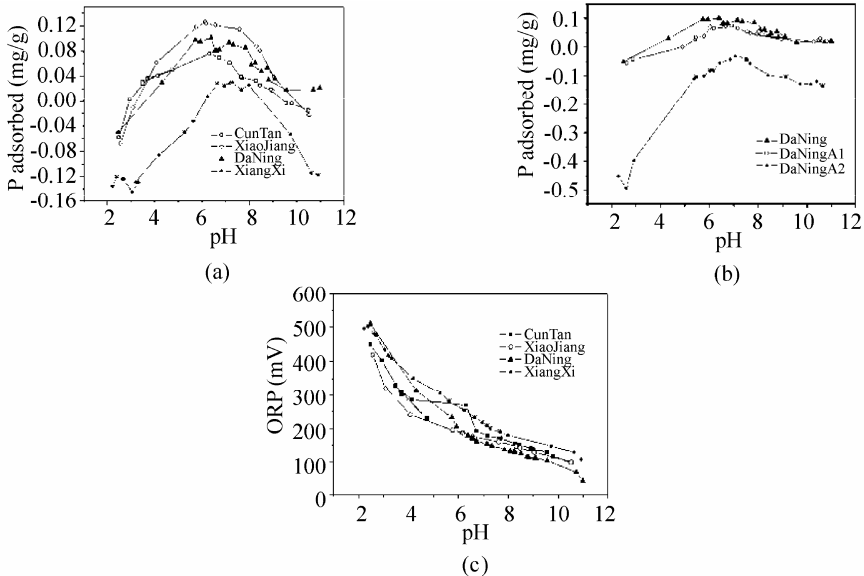 P adsorbed (mg/g)
0.12
0.08
0.04
0.00
-0.04
-0.08
-0.12
-0.16
CunTan
XiaoJiang
DaNing
XiangXi
2 4 6 8 10 12
pH
(a)
P adsorbed (mg/g)
0.1
0.0
-0.1
-0.2
-0.3
-0.4
-0.5
DaNing
DaNingA1
DaNingA2
2 4 6 8 10 12
pH
(b)
ORP (mV)
600
500
400
300
200
100
0
CunTan
XiaoJiang
DaNing
XiangXi
2 4 6 8 10 12
pH
(c)